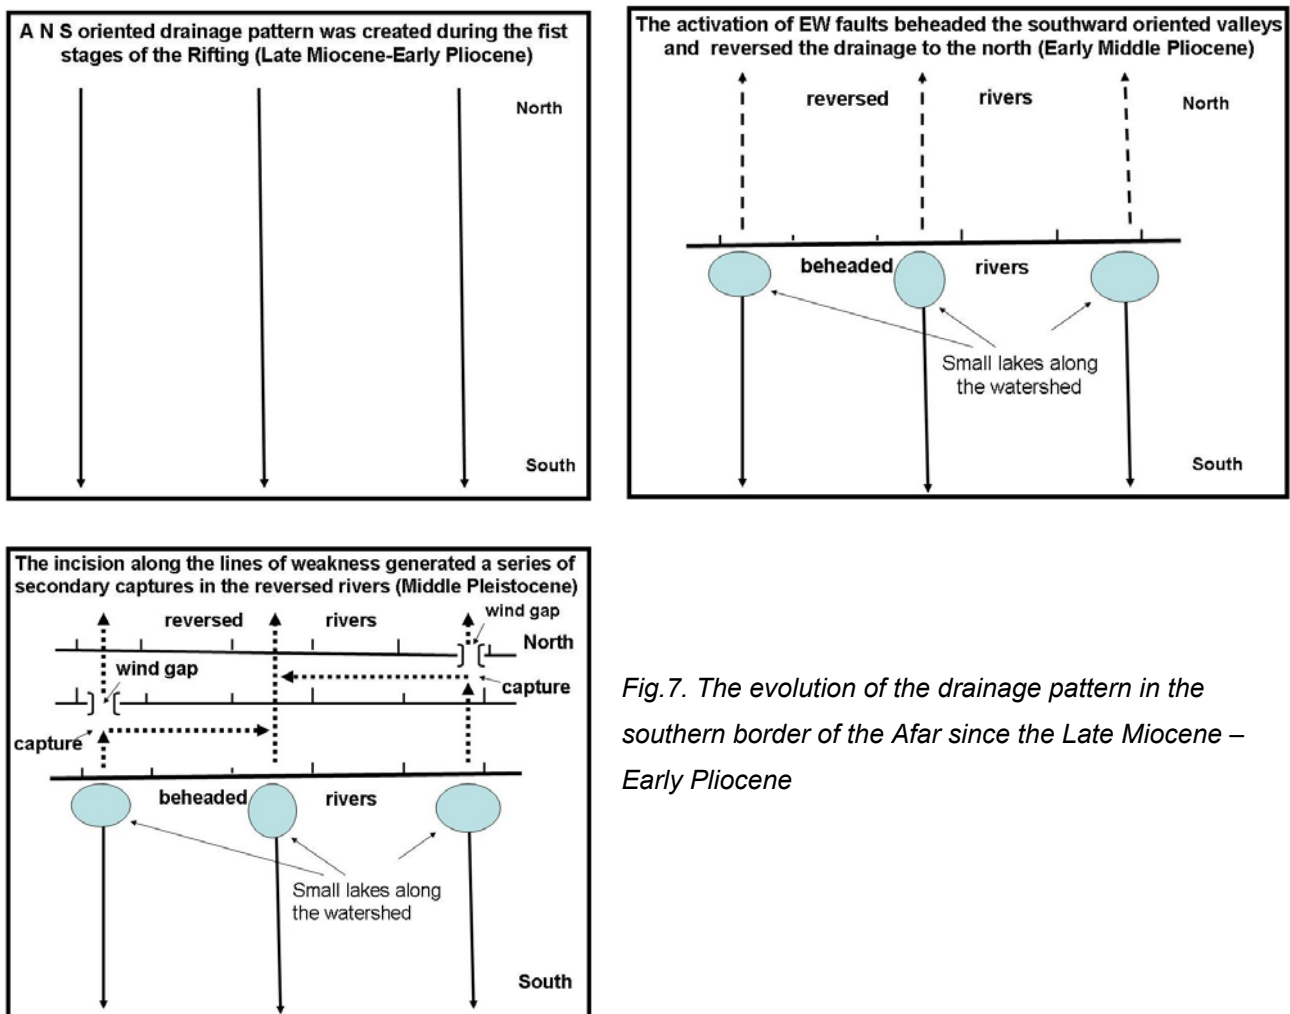 A N S oriented drainage pattern was created during the fist
stages of the Rifting (Late Miocene-Early Pliocene)
North
South
The activation of EW faults beheaded the southward oriented valleys
and reversed the drainage to the north (Early Middle Pliocene)
reversed rivers
North
beheaded rivers
Small lakes along
the watershed
South
The incision along the lines of weakness generated a series of
secondary captures in the reversed rivers (Middle Pleistocene)
reversed rivers
wind gap
North
wind gap
capture
capture
beheaded rivers
Small lakes along
the watershed
South
Fig.7. The evolution of the drainage pattern in the
southern border of the Afar since the Late Miocene –
Early Pliocene